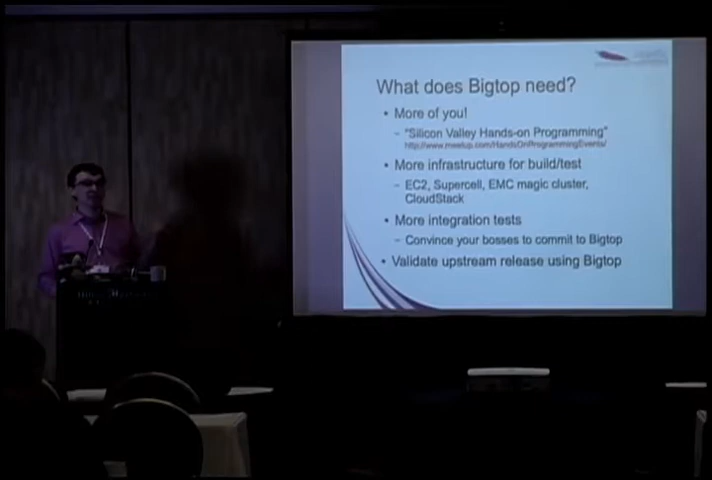 What does Bigtop need?
• More of you!
– "Silicon Valley Hands-on Programming"
http://www.meetup.com/HandsOnProgrammingEvents/
• More infrastructure for build/test
– EC2, Supercell, EMC magic cluster,
CloudStack
• More integration tests
– Convince your bosses to commit to Bigtop
• Validate upstream release using Bigtop